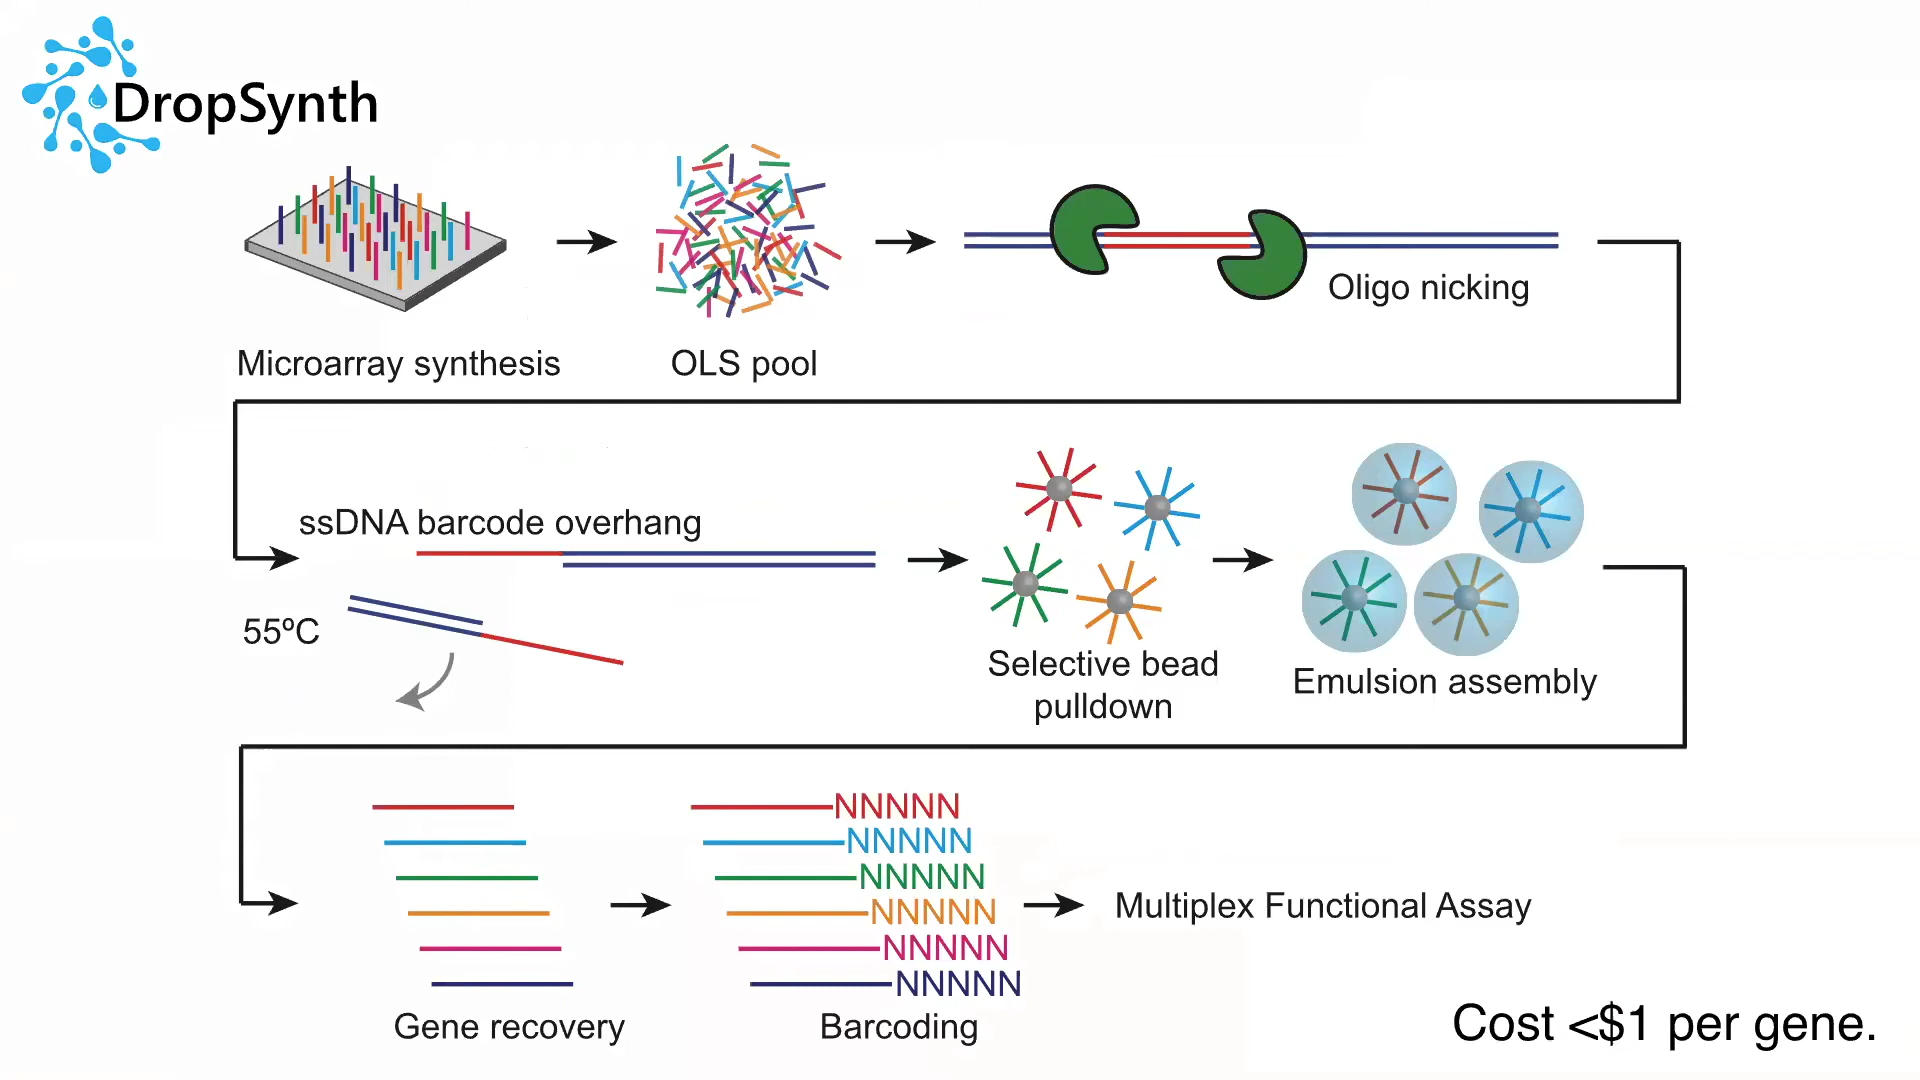 DropSynth
Microarray synthesis
OLS pool
Oligo nicking
ssDNA barcode overhang
55ºC
Selective bead
pulldown
Emulsion assembly
NNNNN
NNNNN
NNNNN
NNNNN
NNNNN
NNNNN
Gene recovery
Barcoding
Multiplex Functional Assay
Cost <$1 per gene.